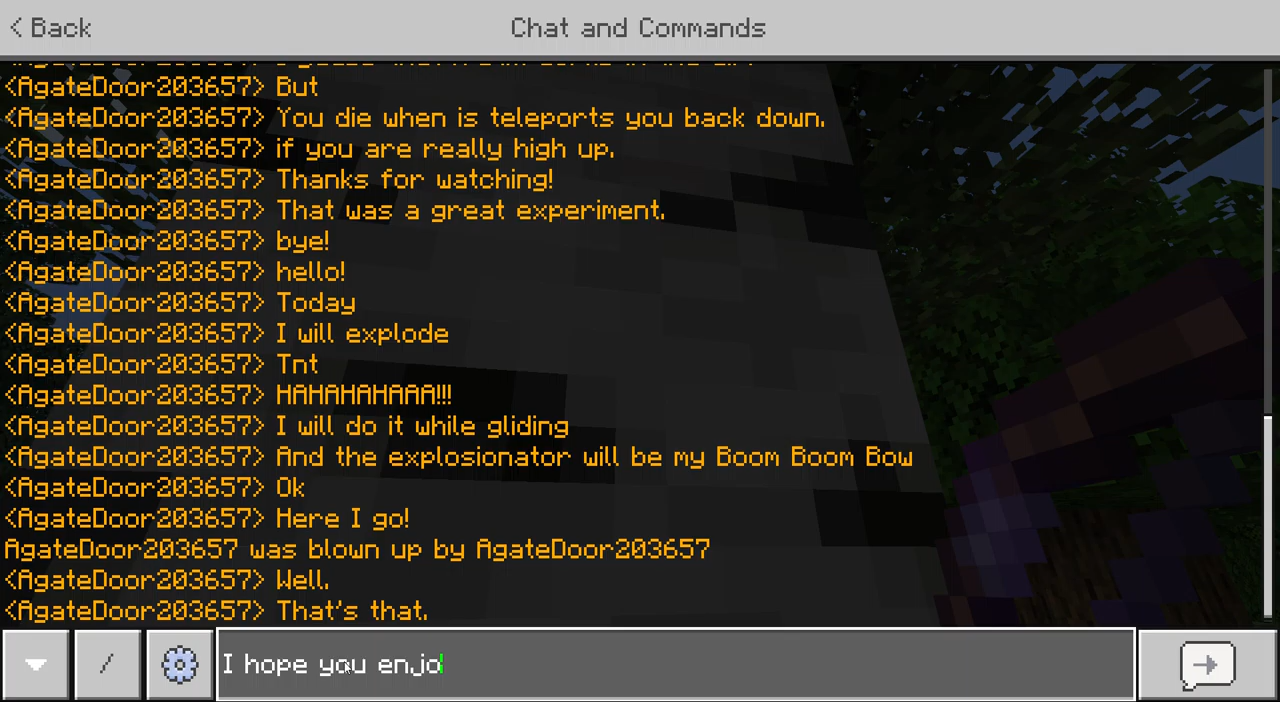 Back
Chat and Commands
<AgateDoor203657> But
<AgateDoor203657> You die when is teleports you back down.
<AgateDoor203657> if you are really high up.
<AgateDoor203657> Thanks for watching!
<AgateDoor203657> That was a great experiment.
<AgateDoor203657> bye!
<AgateDoor203657> hello!
<AgateDoor203657> Today
<AgateDoor203657> I will explode
<AgateDoor203657> Tnt
<AgateDoor203657> HAHAHAHAAA!!!
<AgateDoor203657> I will do it while gliding
<AgateDoor203657> And the explosionator will be my Boom Boom Bow
<AgateDoor203657> Ok
<AgateDoor203657> Here I go!
AgateDoor203657 was blown up by AgateDoor203657
<AgateDoor203657> Well.
<AgateDoor203657> That's that.
/
I hope you enjo